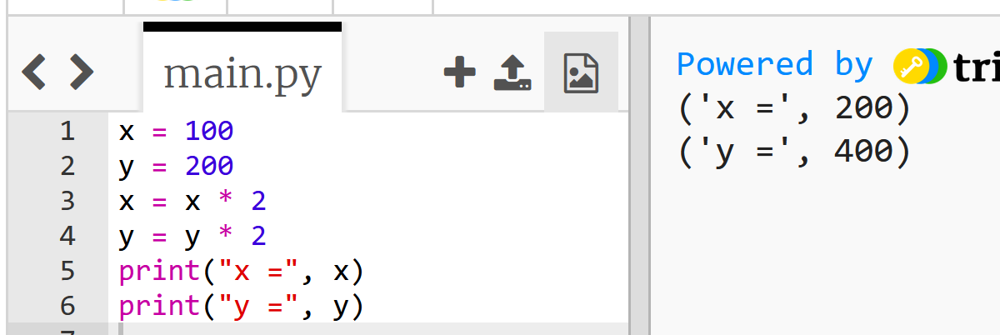 main.py
1 x = 100
2 y = 200
3 x = x * 2
4 y = y * 2
5 print("x =", x)
6 print("y =", y)
Powered by
('x =', 200)
('y =', 400)